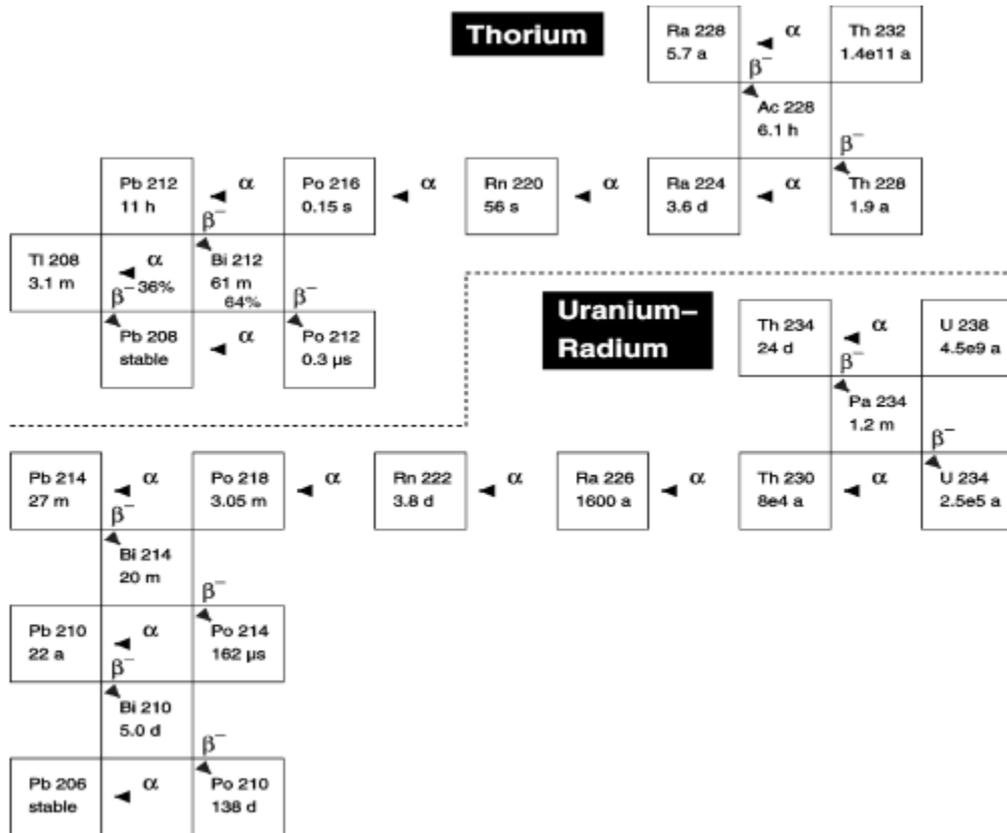 Thorium
Ra 228
5.7 a
α
Th 232
1.4e11 a
β⁻
Ac 228
6.1 h
β⁻
Pb 212
11 h
α
Po 216
0.15 s
α
Rn 220
56 s
α
Ra 224
3.6 d
α
Th 228
1.9 a
β⁻
Tl 208
3.1 m
α
36%
Bi 212
61 m
64%
β⁻
β⁻
Pb 208
stable
α
Po 212
0.3 µs
Uranium–
Radium
Th 234
24 d
α
U 238
4.5e9 a
β⁻
Pa 234
1.2 m
β⁻
Pb 214
27 m
α
Po 218
3.05 m
α
Rn 222
3.8 d
α
Ra 226
1600 a
α
Th 230
8e4 a
α
U 234
2.5e5 a
β⁻
Bi 214
20 m
β⁻
Pb 210
22 a
α
Po 214
162 µs
β⁻
Bi 210
5.0 d
β⁻
Pb 206
stable
α
Po 210
138 d